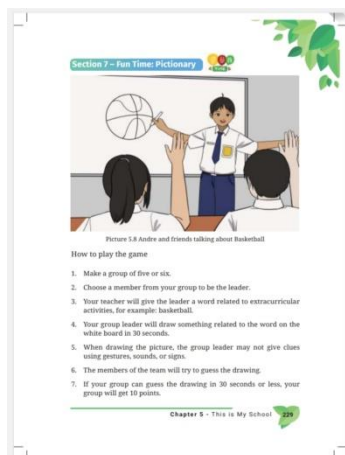 Section 7 – Fun Time: Pictionary
Picture 5.8 Andre and friends talking about Basketball
How to play the game
1. Make a group of five or six.
2. Choose a member from your group to be the leader.
3. Your teacher will give the leader a word related to extracurricular
activities, for example: basketball.
4. Your group leader will draw something related to the word on the
white board in 30 seconds.
5. When drawing the picture, the group leader may not give clues
using gestures, sounds, or signs.
6. The members of the team will try to guess the drawing.
7. If your group can guess the drawing in 30 seconds or less, your
group will get 10 points.
Chapter 5 - This is My School 229